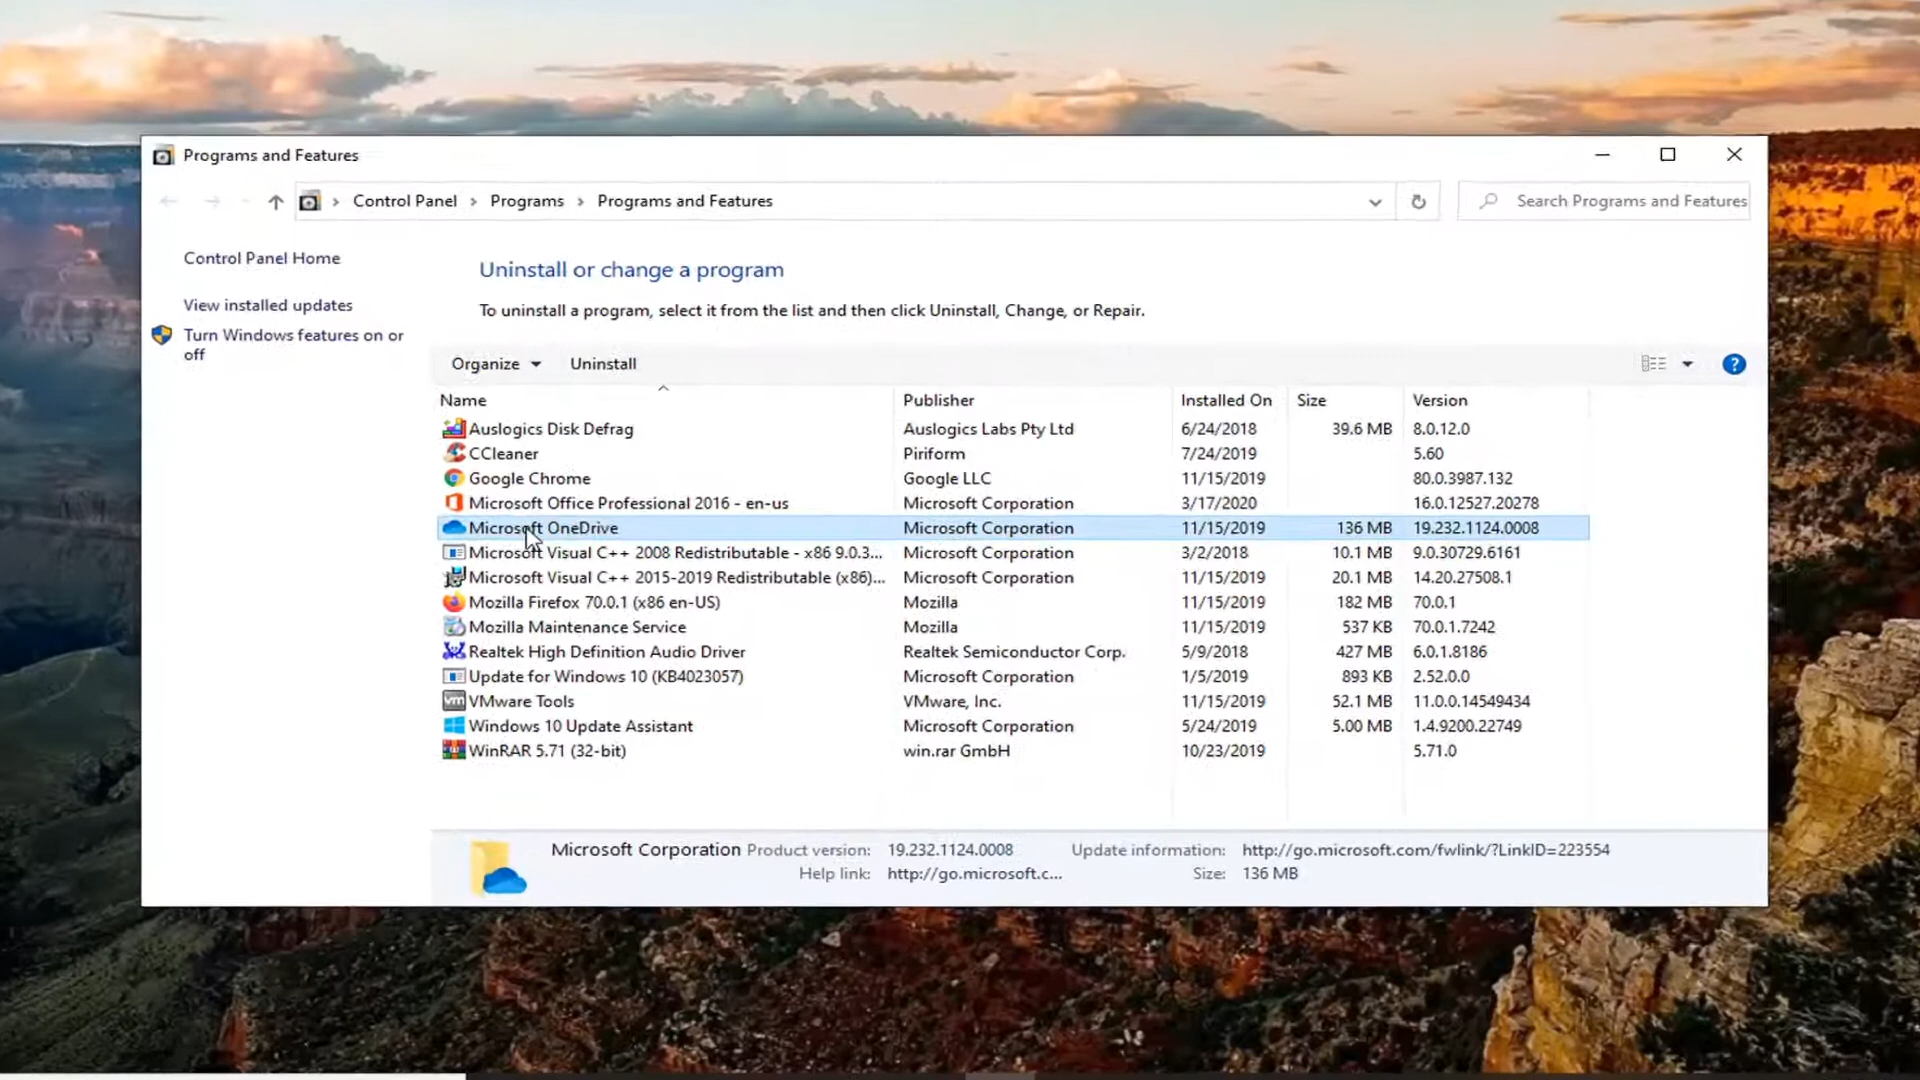 Programs and Features
Control Panel > Programs > Programs and Features
Search Programs and Features
Control Panel Home
View installed updates
Turn Windows features on or
off
Uninstall or change a program
To uninstall a program, select it from the list and then click Uninstall, Change, or Repair.
Organize Uninstall
Name Publisher Installed On Size Version
Auslogics Disk Defrag Auslogics Labs Pty Ltd 6/24/2018 39.6 MB 8.0.12.0
CCleaner Piriform 7/24/2019 5.60
Google Chrome Google LLC 11/15/2019 80.0.3987.132
Microsoft Office Professional 2016 - en-us Microsoft Corporation 3/17/2020 16.0.12527.20278
Microsoft OneDrive Microsoft Corporation 11/15/2019 136 MB 19.232.1124.0008
Microsoft Visual C++ 2008 Redistributable - x86 9.0.3... Microsoft Corporation 3/2/2018 10.1 MB 9.0.30729.6161
Microsoft Visual C++ 2015-2019 Redistributable (x86)... Microsoft Corporation 11/15/2019 20.1 MB 14.20.27508.1
Mozilla Firefox 70.0.1 (x86 en-US) Mozilla 11/15/2019 182 MB 70.0.1
Mozilla Maintenance Service Mozilla 11/15/2019 537 KB 70.0.1.7242
Realtek High Definition Audio Driver Realtek Semiconductor Corp. 5/9/2018 427 MB 6.0.1.8186
Update for Windows 10 (KB4023057) Microsoft Corporation 1/5/2019 893 KB 2.52.0.0
VMware Tools VMware, Inc. 11/15/2019 52.1 MB 11.0.0.14549434
Windows 10 Update Assistant Microsoft Corporation 5/24/2019 5.00 MB 1.4.9200.22749
WinRAR 5.71 (32-bit) win.rar GmbH 10/23/2019 5.71.0
Microsoft Corporation Product version: 19.232.1124.0008 Update information: http://go.microsoft.com/fwlink/?LinkID=223554
Help link: http://go.microsoft.c... Size: 136 MB